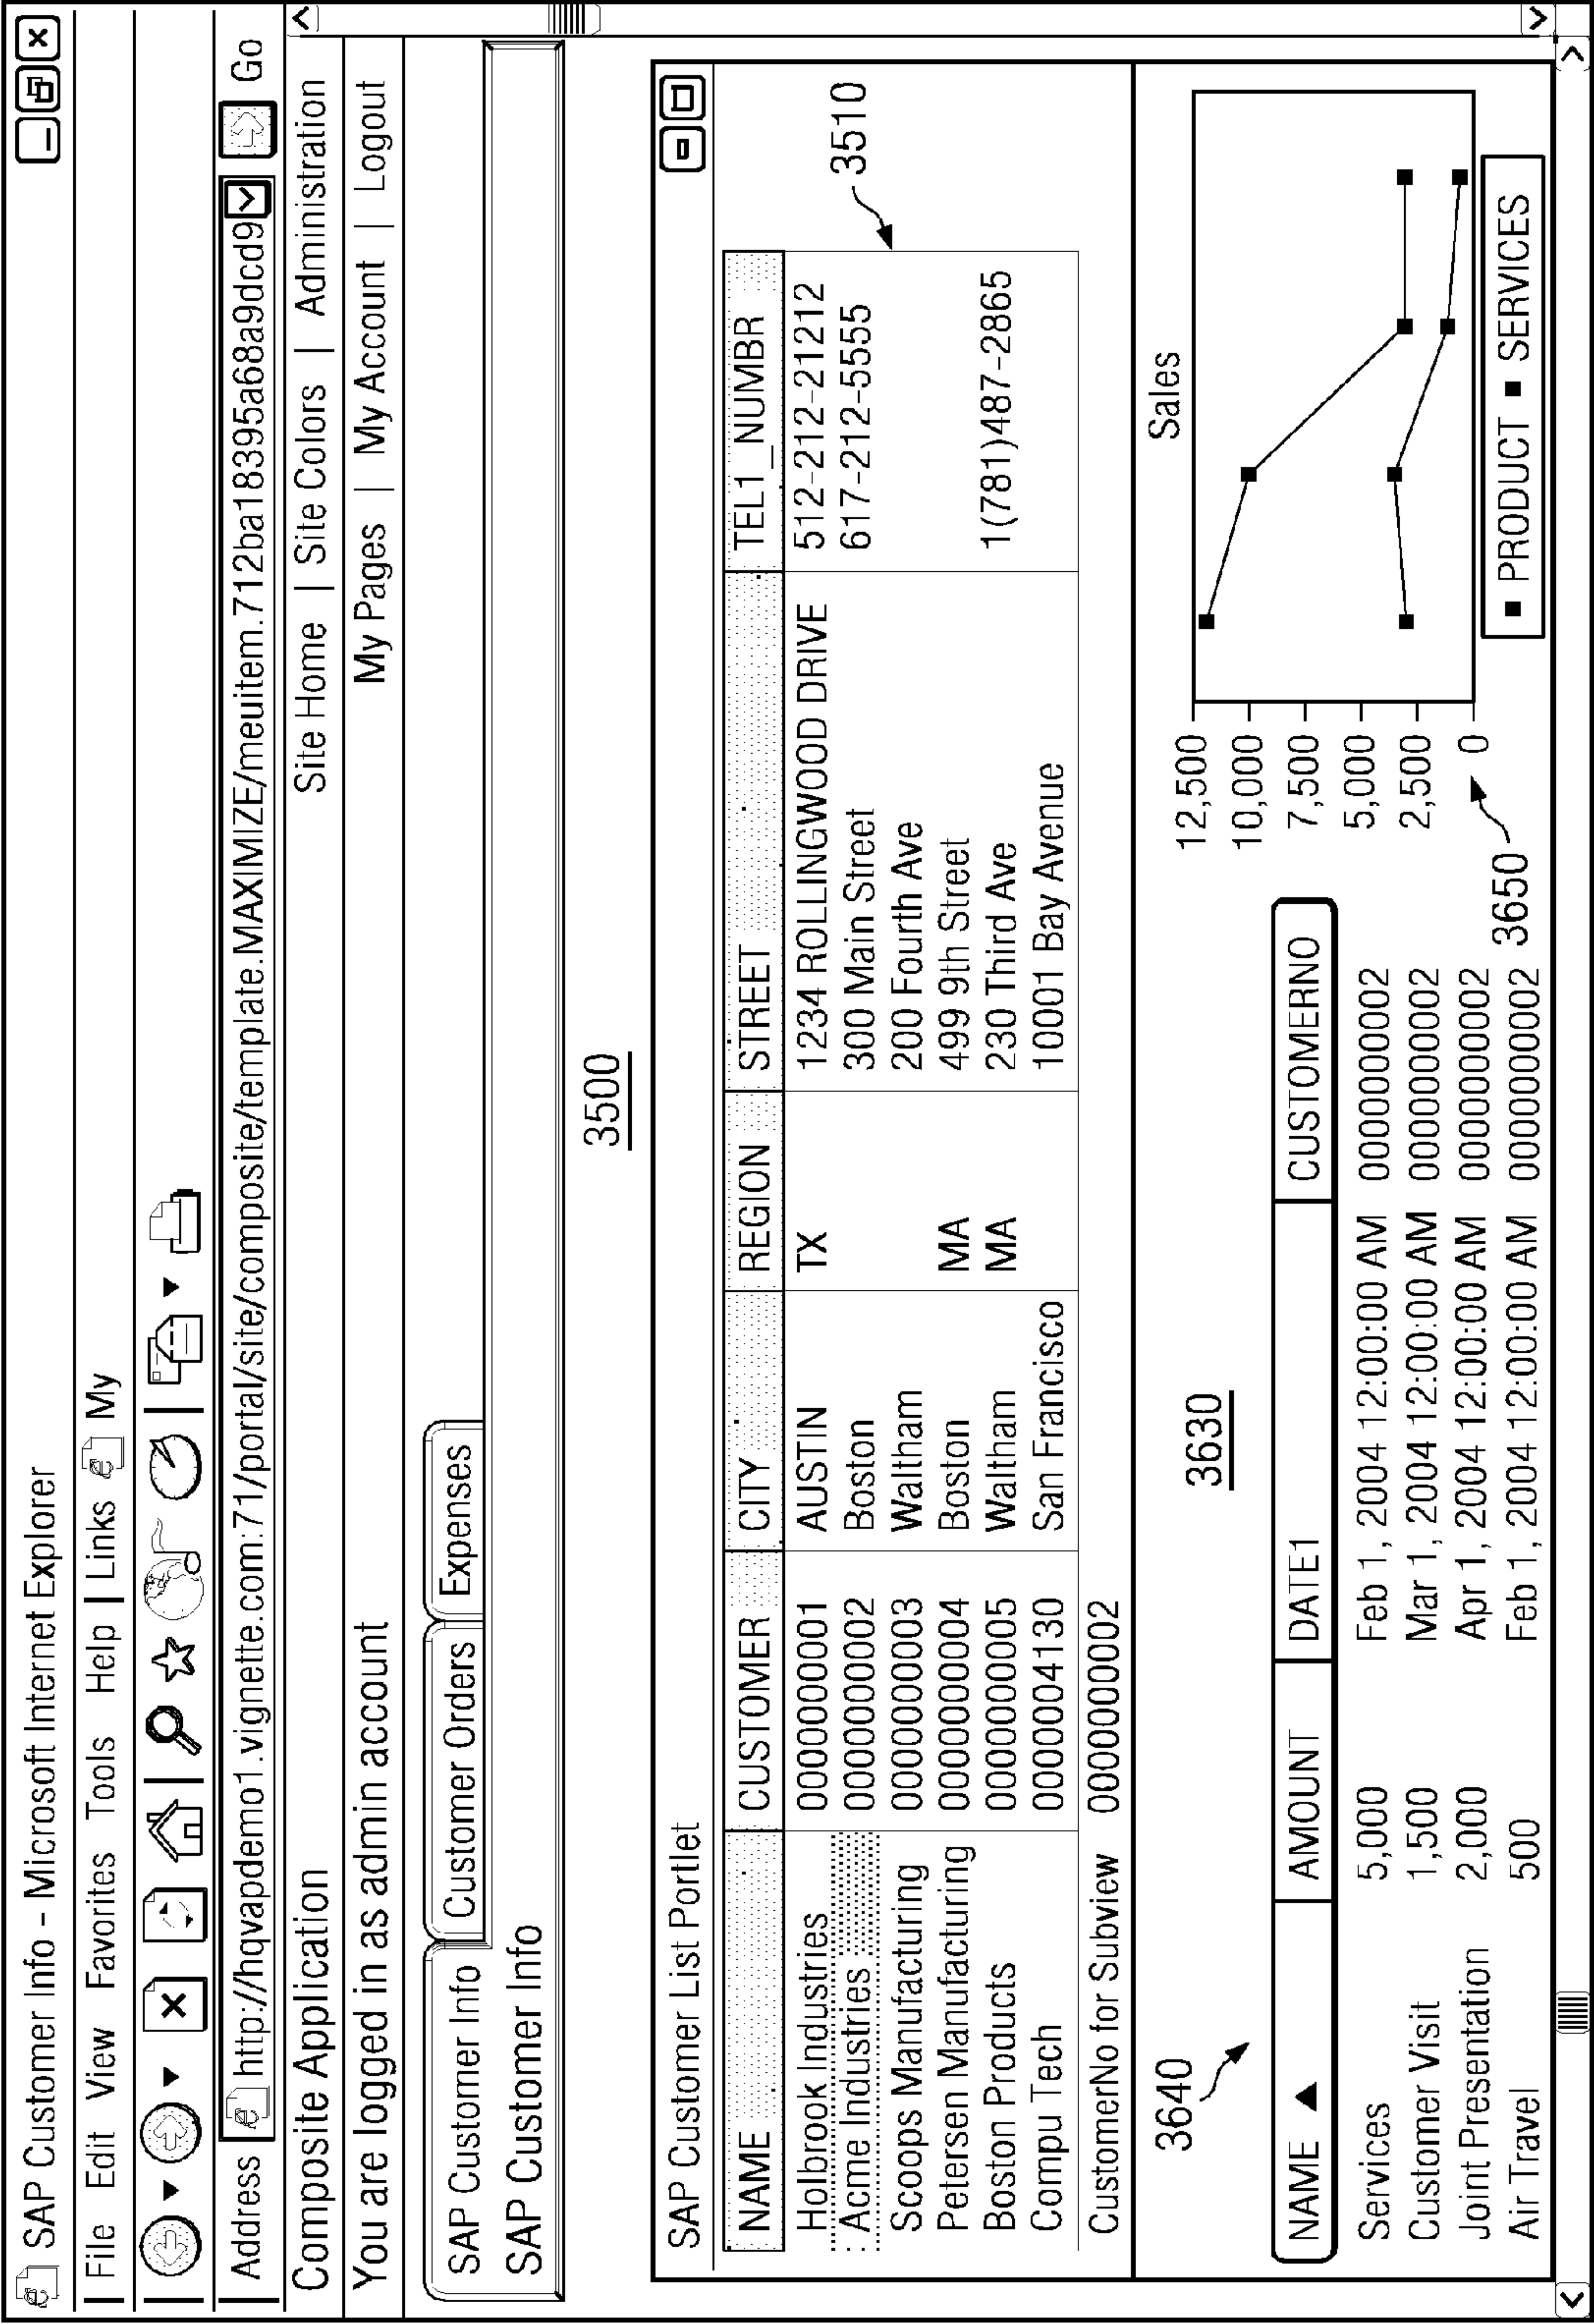 SAP Customer Info - Microsoft Internet Explorer
File Edit View Favorites Tools Help | Links My
Address http://hqvapdemo1.vignette.com:71/portal/site/composite/template.MAXIMIZE/meuitem.712ba18395a68a9dcd9 Go
Composite Application Site Home | Site Colors | Administration
You are logged in as admin account My Pages | My Account | Logout
SAP Customer Info Customer Orders Expenses
SAP Customer Info
3500
SAP Customer List Portlet
NAME CUSTOMER CITY REGION STREET TEL1_NUMBR
Holbrook Industries 0000000001 AUSTIN TX 1234 ROLLINGWOOD DRIVE 512-212-21212
Acme Industries 0000000002 Boston 300 Main Street 617-212-5555
3510
Scoops Manufacturing 0000000003 Waltham 200 Fourth Ave
Petersen Manufacturing 0000000004 Boston MA 499 9th Street
Boston Products 0000000005 Waltham MA 230 Third Ave 1(781)487-2865
Compu Tech 0000004130 San Francisco 10001 Bay Avenue
CustomerNo for Subview 0000000002
3640
3630
NAME ▲ AMOUNT DATE1 CUSTOMERNO
Services 5,000 Feb 1, 2004 12:00:00 AM 0000000002
Customer Visit 1,500 Mar 1, 2004 12:00:00 AM 0000000002
Joint Presentation 2,000 Apr 1, 2004 12:00:00 AM 0000000002
Air Travel 500 Feb 1, 2004 12:00:00 AM 0000000002
Sales
12,500
10,000
7,500
5,000
2,500
0
3650
PRODUCT SERVICES